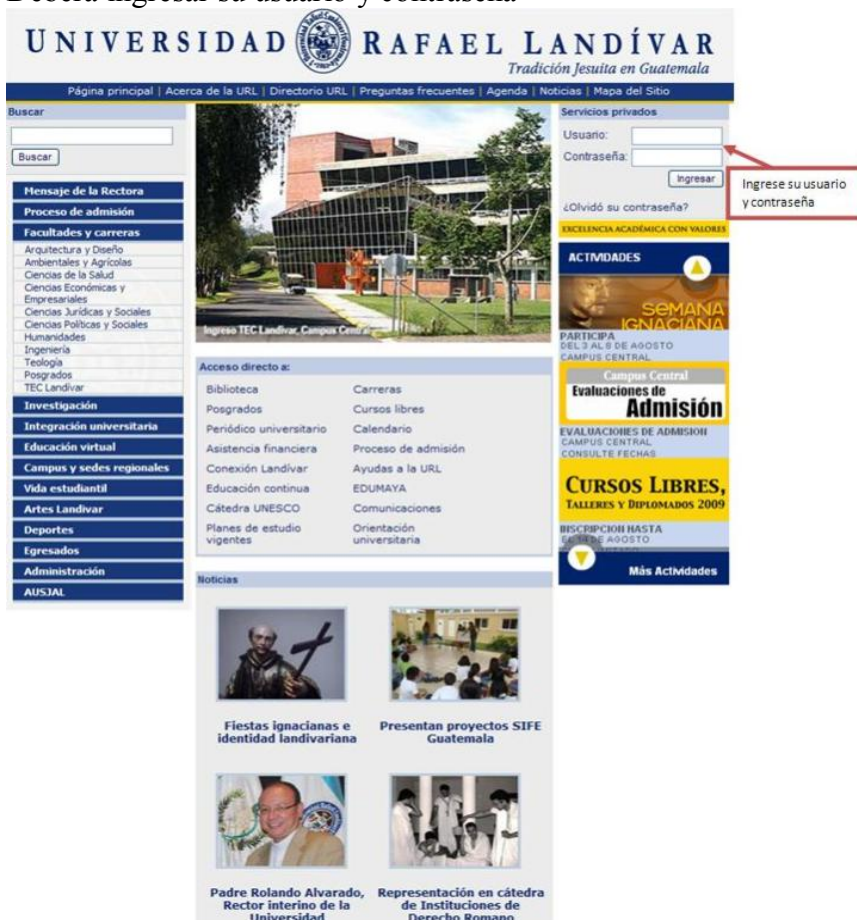 Deberá ingresar su usuario y contraseña
UNIVERSIDAD RAFAEL LANDÍVAR
Tradición Jesuita en Guatemala
Página principal | Acerca de la URL | Directorio URL | Preguntas frecuentes | Agenda | Noticias | Mapa del Sitio
Buscar
Buscar
Mensaje de la Rectora
Proceso de admisión
Facultades y carreras
Arquitectura y Diseño
Ambientales y Agrícolas
Ciencias de la Salud
Ciencias Económicas y
Empresariales
Ciencias Jurídicas y Sociales
Ciencias Políticas y Sociales
Humanidades
Ingeniería
Teología
Posgrados
TEC Landívar
Investigación
Integración universitaria
Educación virtual
Campus y sedes regionales
Vida estudiantil
Artes Landívar
Deportes
Egresados
Administración
AUSJAL
Ingreso TEC Landívar, Campus Central
Acceso directo a:
Biblioteca Carreras
Posgrados Cursos libres
Periódico universitario Calendario
Asistencia financiera Proceso de admisión
Conexión Landívar Ayudas a la URL
Educación continua EDUMAYA
Cátedra UNESCO Comunicaciones
Planes de estudio Orientación
vigentes universitaria
Noticias
Fiestas ignacianas e
identidad landivariana
Presentan proyectos SIFE
Guatemala
Padre Rolando Alvarado,
Rector interino de la
Universidad
Representación en cátedra
de Instituciones de
Derecho Romano
Servicios privados
Usuario:
Contraseña:
Ingresar
¿Olvidó su contraseña?
EXCELENCIA ACADÉMICA CON VALORES
ACTIVIDADES
SEMANA
IGNACIANA
PARTICIPA
DEL 3 AL 8 DE AGOSTO
CAMPUS CENTRAL
Campus Central
Evaluaciones de
Admisión
EVALUACIONES DE ADMISION
CAMPUS CENTRAL
CONSULTE FECHAS
CURSOS LIBRES,
TALLERES Y DIPLOMADOS 2009
INSCRIPCION HASTA
EL DE AGOSTO
Más Actividades
Ingrese su usuario
y contraseña